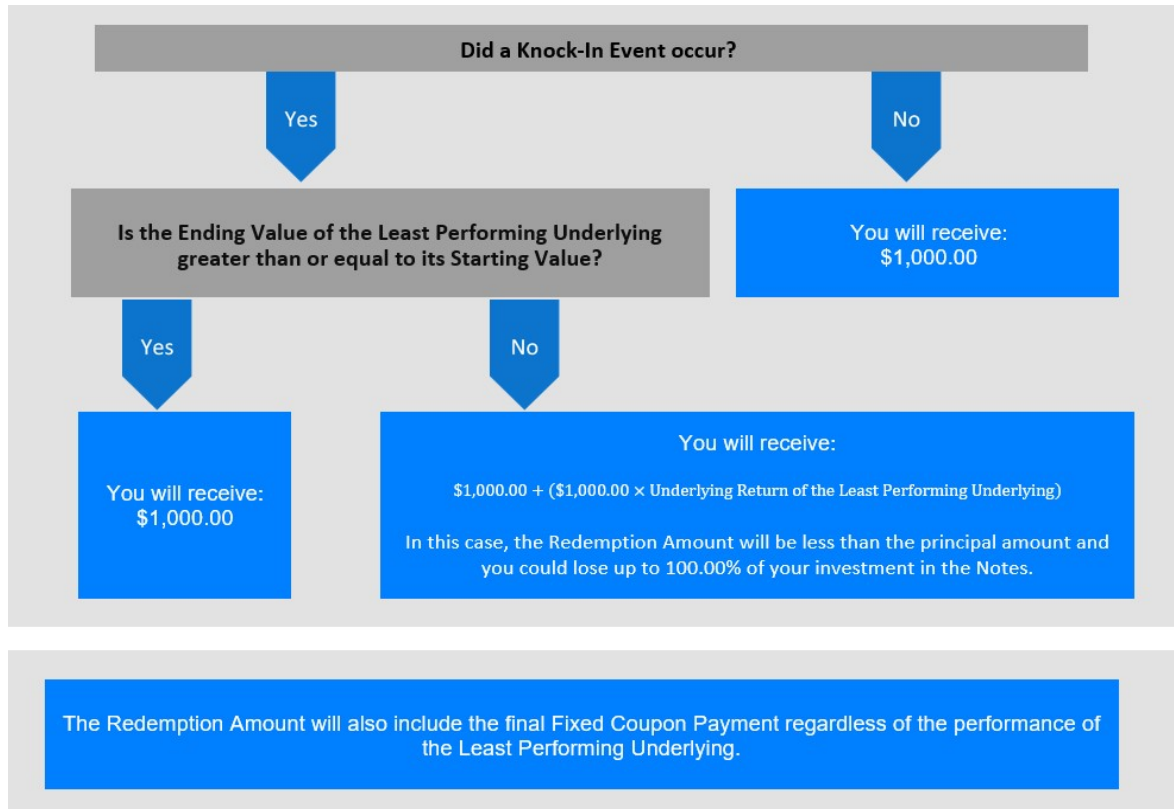 Did a Knock-In Event occur?
Yes
No
Is the Ending Value of the Least Performing Underlying
greater than or equal to its Starting Value?
You will receive:
$1,000.00
Yes
No
You will receive:
$1,000.00
You will receive:
$1,000.00 + ($1,000.00 × Underlying Return of the Least Performing Underlying)
In this case, the Redemption Amount will be less than the principal amount and
you could lose up to 100.00% of your investment in the Notes.
The Redemption Amount will also include the final Fixed Coupon Payment regardless of the performance of
the Least Performing Underlying.